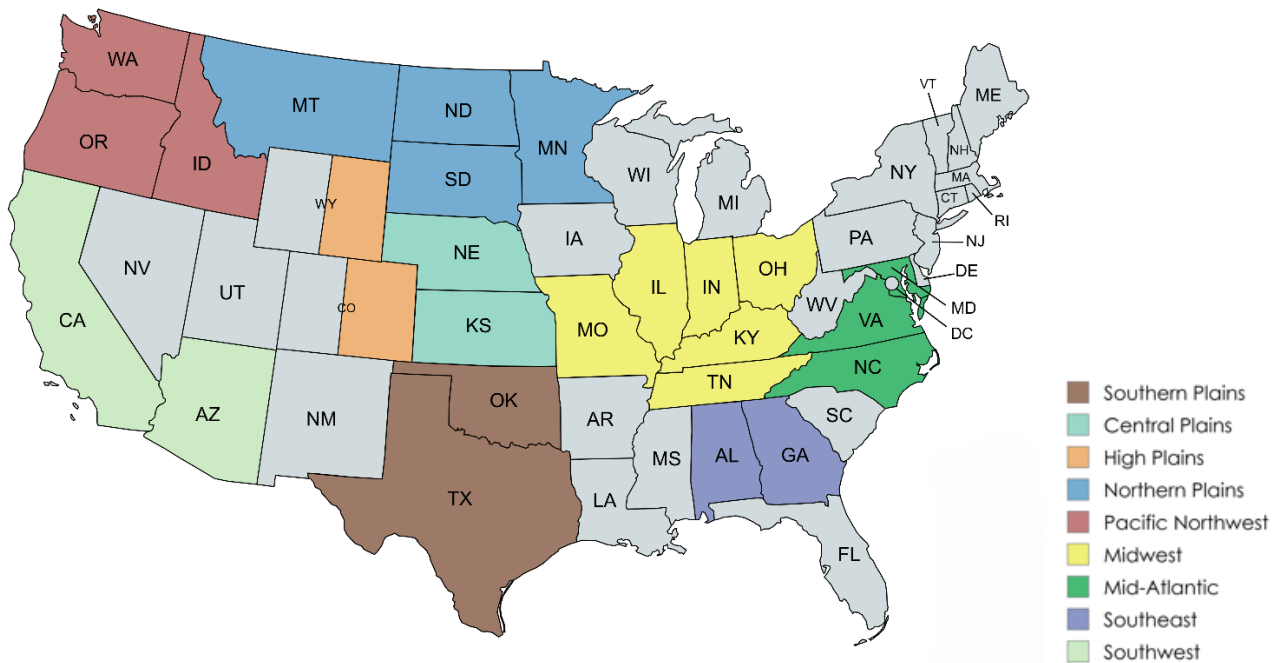 WA
MT
ND
MN
OR
ID
SD
WI
MI
VT
ME
NH
NY
MA
CT
RI
WY
NE
IA
PA
NJ
NV
UT
CO
IL
IN
OH
DE
WV
MD
DC
CA
KS
MO
KY
VA
AZ
NM
OK
AR
TN
NC
SC
TX
LA
MS
AL
GA
FL
Southern Plains
Central Plains
High Plains
Northern Plains
Pacific Northwest
Midwest
Mid-Atlantic
Southeast
Southwest